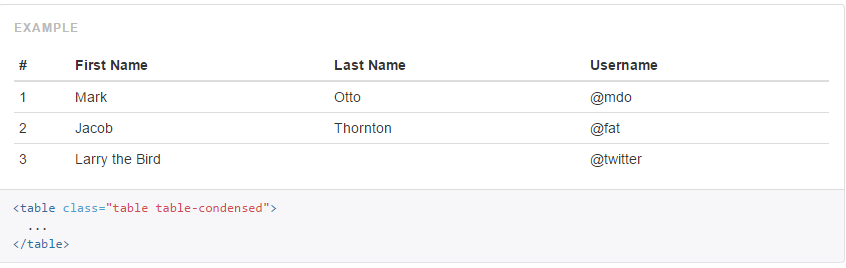 EXAMPLE
# First Name Last Name Username
1 Mark Otto @mdo
2 Jacob Thornton @fat
3 Larry the Bird @twitter
<table class="table table-condensed">
...
</table>